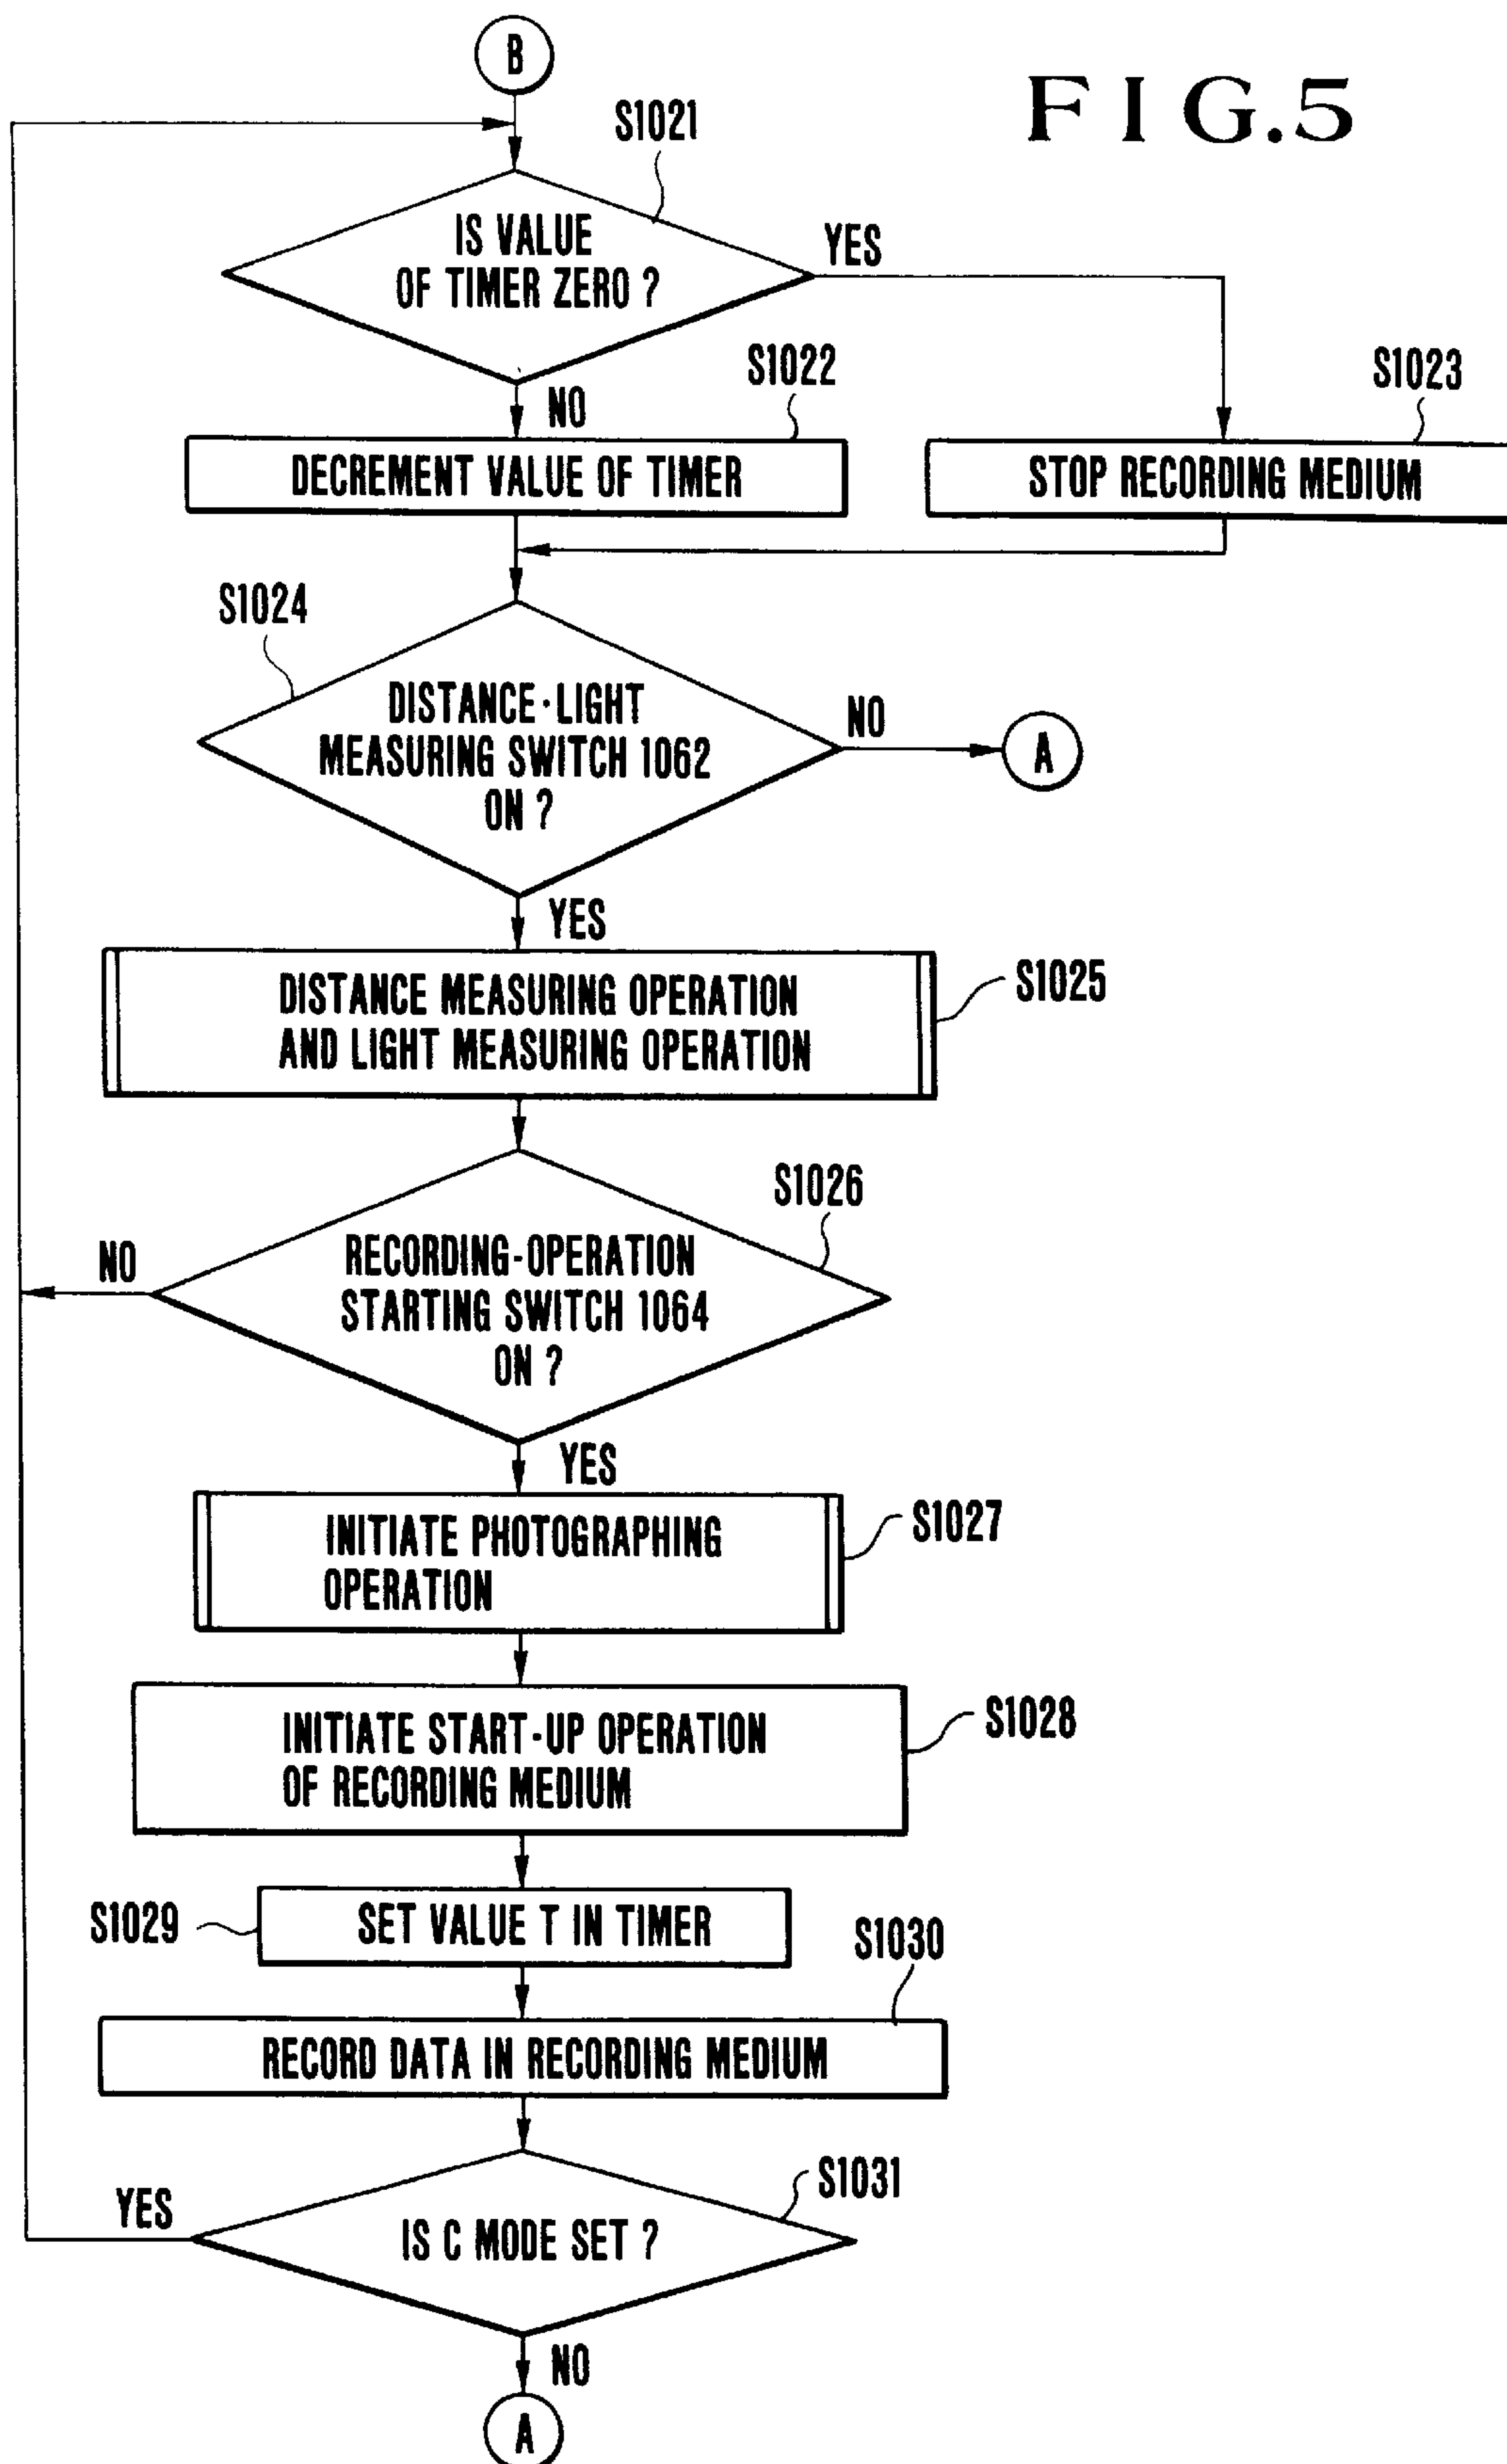 B
FIG.5
S1021
IS VALUE
OF TIMER ZERO ?
YES
NO
S1022
S1023
DECREMENT VALUE OF TIMER
STOP RECORDING MEDIUM
S1024
DISTANCE·LIGHT
MEASURING SWITCH 1062
ON ?
NO
A
YES
DISTANCE MEASURING OPERATION
AND LIGHT MEASURING OPERATION
S1025
S1026
RECORDING-OPERATION
STARTING SWITCH 1064
ON ?
NO
YES
INITIATE PHOTOGRAPHING
OPERATION
S1027
INITIATE START-UP OPERATION
OF RECORDING MEDIUM
S1028
S1029
SET VALUE T IN TIMER
S1030
RECORD DATA IN RECORDING MEDIUM
S1031
YES
IS C MODE SET ?
NO
A